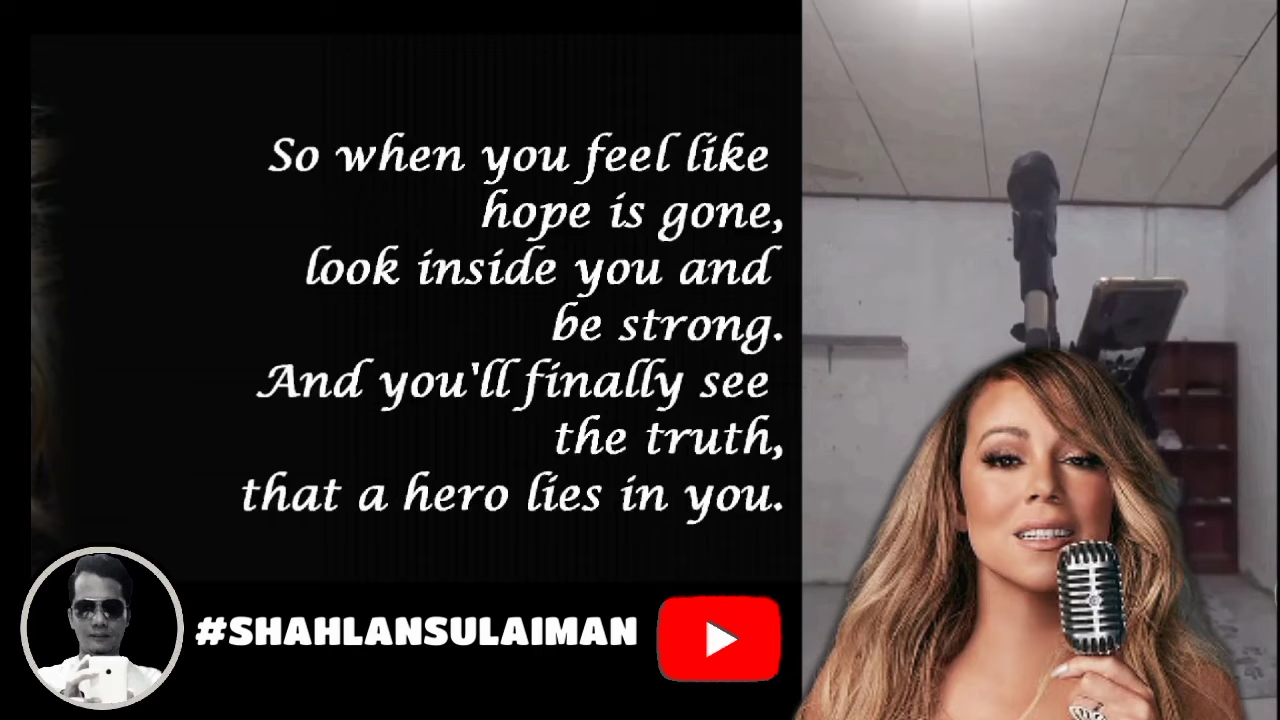 So when you feel like
hope is gone,
look inside you and
be strong.
And you'll finally see
the truth,
that a hero lies in you.
#SHAHLANSULAIMAN